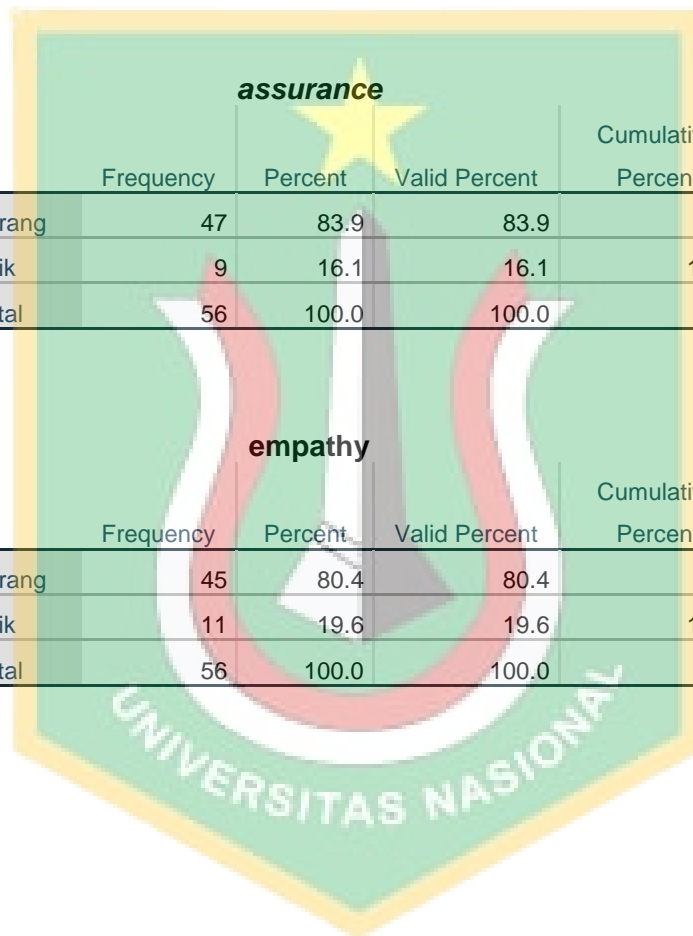 assurance
Cumulati
Frequency Percent Valid Percent Percen
rang 47 83.9 83.9
ik 9 16.1 16.1 1
tal 56 100.0 100.0
empathy
Cumulati
Frequency Percent Valid Percent Percen
rang 45 80.4 80.4
ik 11 19.6 19.6 1
tal 56 100.0 100.0
UNIVERSITAS NASIONAL